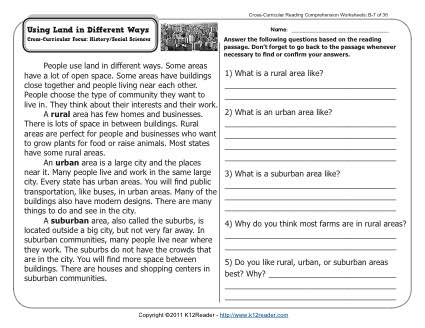 Cross-Curricular Reading Comprehension Worksheets: B-7 of 36
Using Land in Different Ways
Cross-Curricular Focus: History/Social Sciences
People use land in different ways. Some areas
have a lot of open space. Some areas have buildings
close together and people living near each other.
People choose the type of community they want to
live in. They think about their interests and their work.
A rural area has few homes and businesses.
There is lots of space in between buildings. Rural
areas are perfect for people and businesses who want
to grow plants for food or raise animals. Most states
have some rural areas.
An urban area is a large city and the places
near it. Many people live and work in the same large
city. Every state has urban areas. You will find public
transportation, like buses, in urban areas. Many of the
buildings also have modern designs. There are many
things to do and see in the city.
A suburban area, also called the suburbs, is
located outside a big city, but not very far away. In
suburban communities, many people live near where
they work. The suburbs do not have the crowds that
are in the city. You will find more space between
buildings. There are houses and shopping centers in
suburban communities.
Name:
Answer the following questions based on the reading
passage. Don't forget to go back to the passage whenever
necessary to find or confirm your answers.
1) What is a rural area like?
2) What is an urban area like?
3) What is a suburban area like?
4) Why do you think most farms are in rural areas?
5) Do you like rural, urban, or suburban areas
best? Why?
Copyright ©2011 K12Reader - http://www.k12reader.com